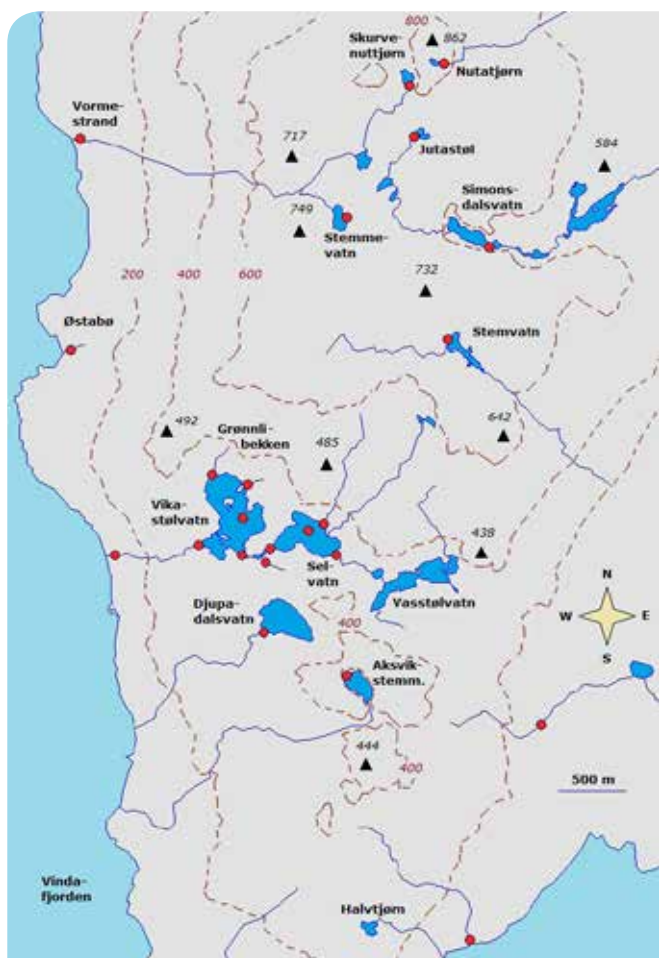 800
862
Skurve-
nuttjørn
Nutatjørn
Vorme-
strand
717
Jutastøl
584
Simons-
dalsvatn
749
Stemme-
vatn
200
400
600
732
Østabø
Stemvatn
492
Grønnli-
bekken
485
642
Vika-
stølvatn
438
Sel-
vatn
Vasstølvatn
N
W
E
S
Djupa-
dalsvatn
400
Aksvik-
stemm.
444
400
500 m
Vinda-
fjorden
Halvtjørn